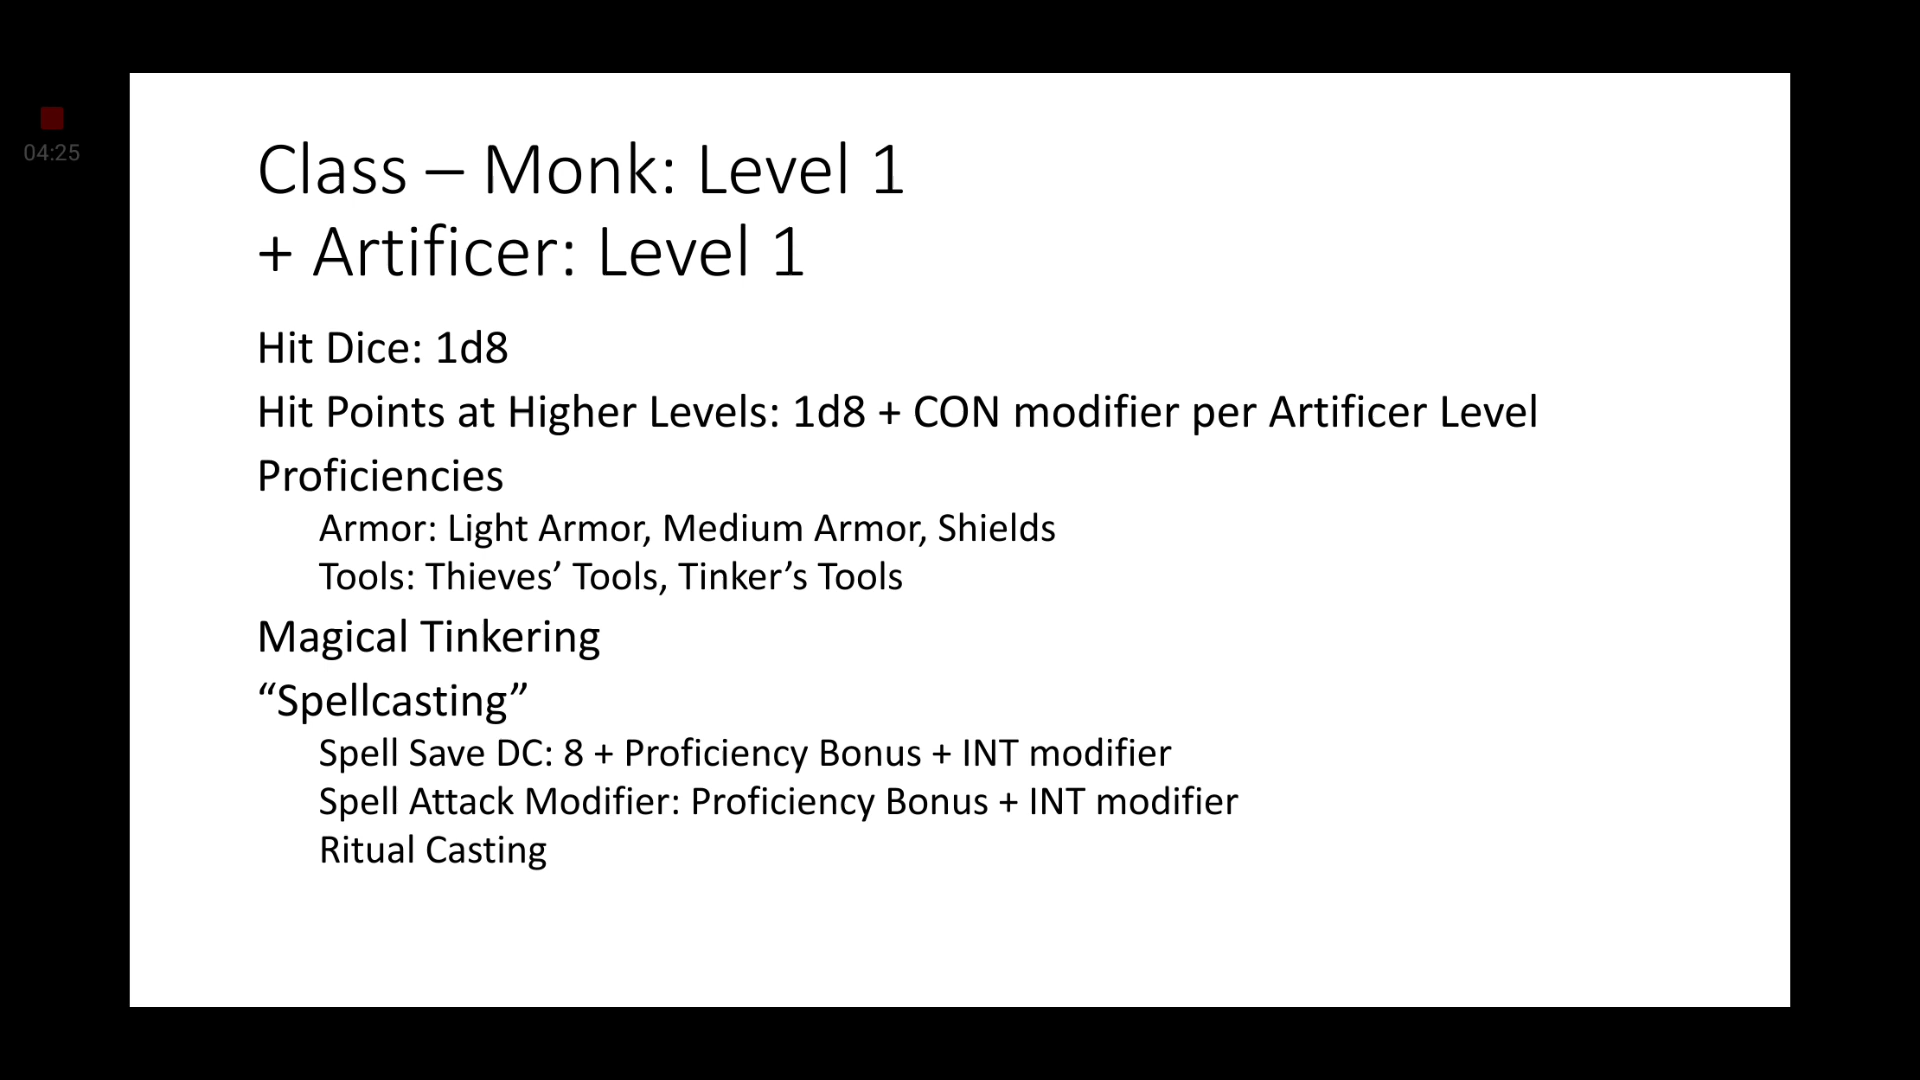 04:25
Class – Monk: Level 1
+ Artificer: Level 1
Hit Dice: 1d8
Hit Points at Higher Levels: 1d8 + CON modifier per Artificer Level
Proficiencies
Armor: Light Armor, Medium Armor, Shields
Tools: Thieves’ Tools, Tinker’s Tools
Magical Tinkering
“Spellcasting”
Spell Save DC: 8 + Proficiency Bonus + INT modifier
Spell Attack Modifier: Proficiency Bonus + INT modifier
Ritual Casting